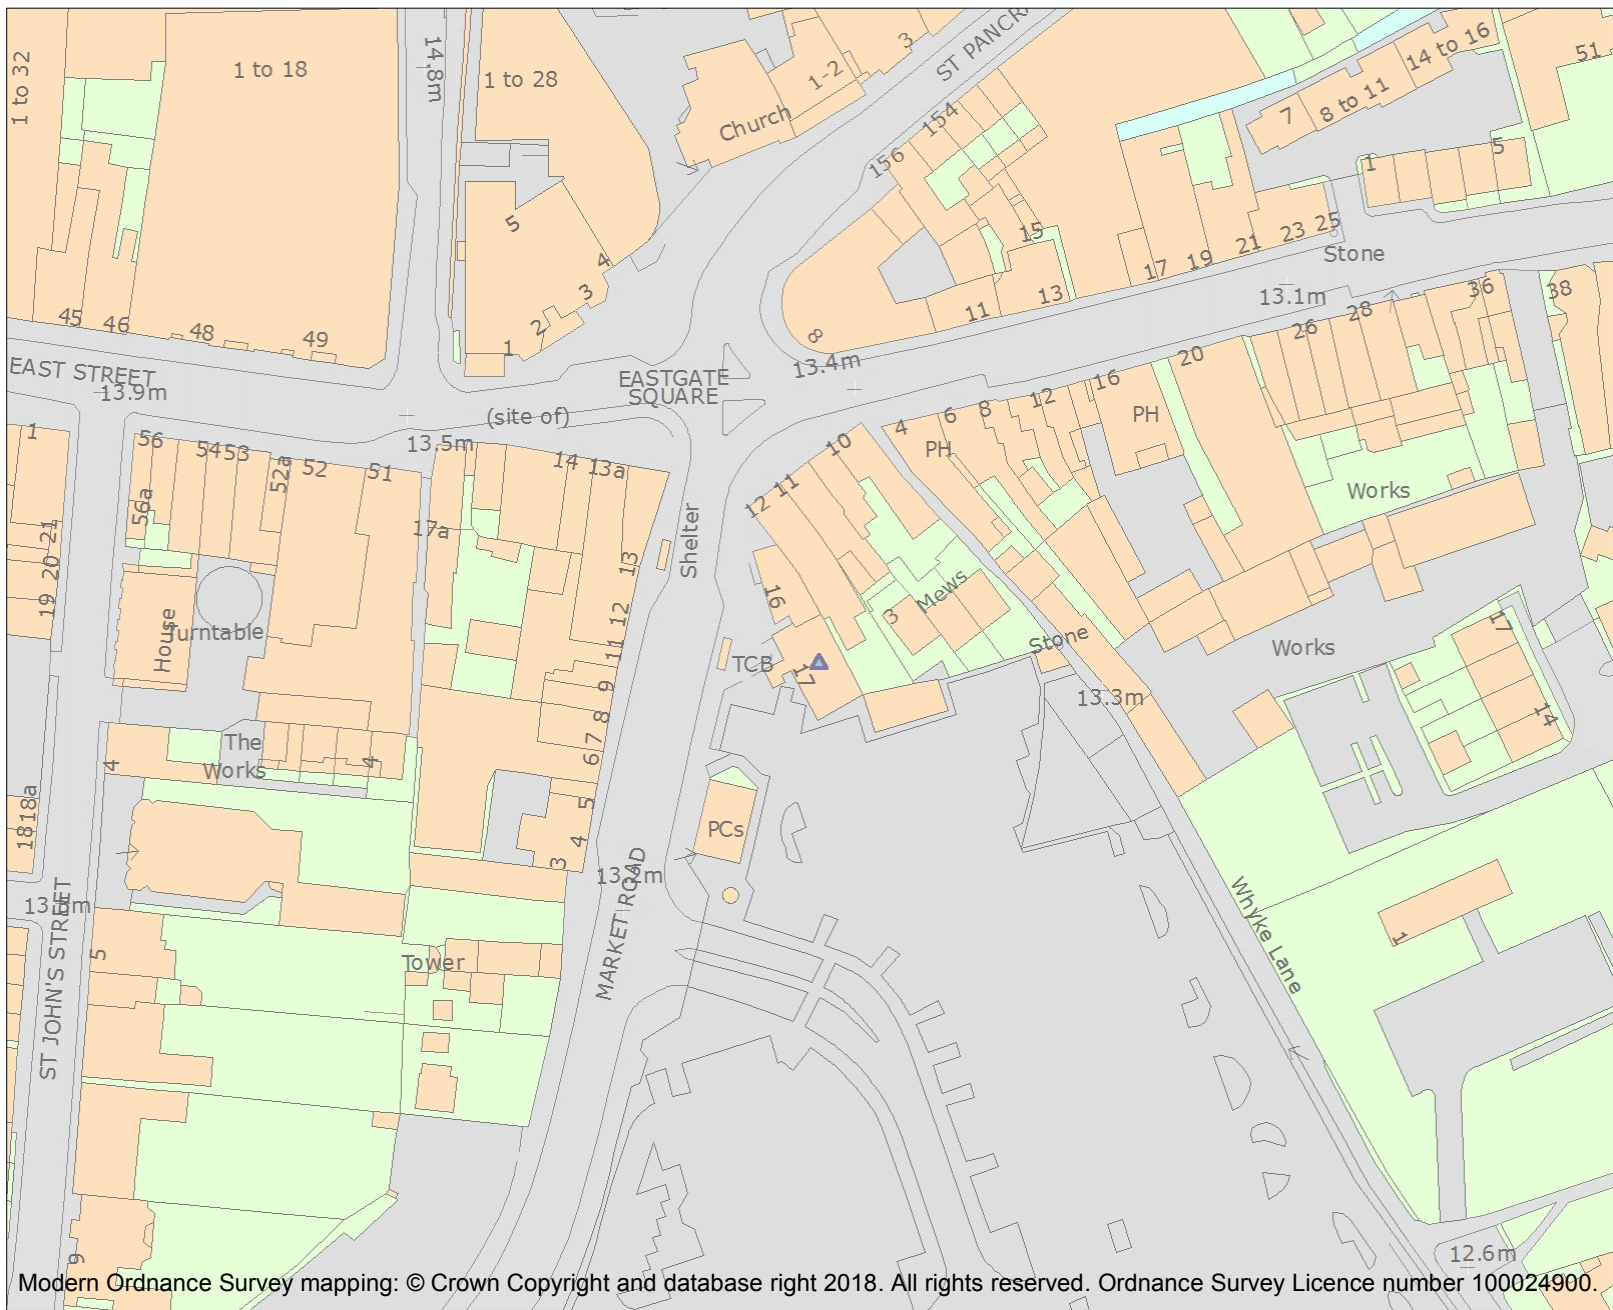 1 to 32
1 to 18
14.8m
1 to 28
Church
1-2
3
ST PANCRA
154
156
14 to 16
8 to 11
7
51
5
1
5
4
3
2
1
15
13
11
8
17
19
21
23
25
Stone
13.1m
28
26
36
38
45
46
48
49
EAST STREET
13.9m
EASTGATE
SQUARE
(site of)
13.5m
13.4m
20
16
12
8
6
4
PH
PH
10
11
12
1
56
54
53
52a
52
51
14
13a
56a
17a
21
20
19
House
Turntable
Shelter
13
12
11
9
8
7
6
5
4
3
16
17
TCB
3
Mews
Stone
Works
Works
13.3m
17
14
The
Works
4
4
18a
18
PCs
13.2m
MARKET ROAD
ST JOHN'S STREET
5
Tower
Whyke Lane
1
9
12.6m
Modern Ordnance Survey mapping: © Crown Copyright and database right 2018. All rights reserved. Ordnance Survey Licence number 100024900.